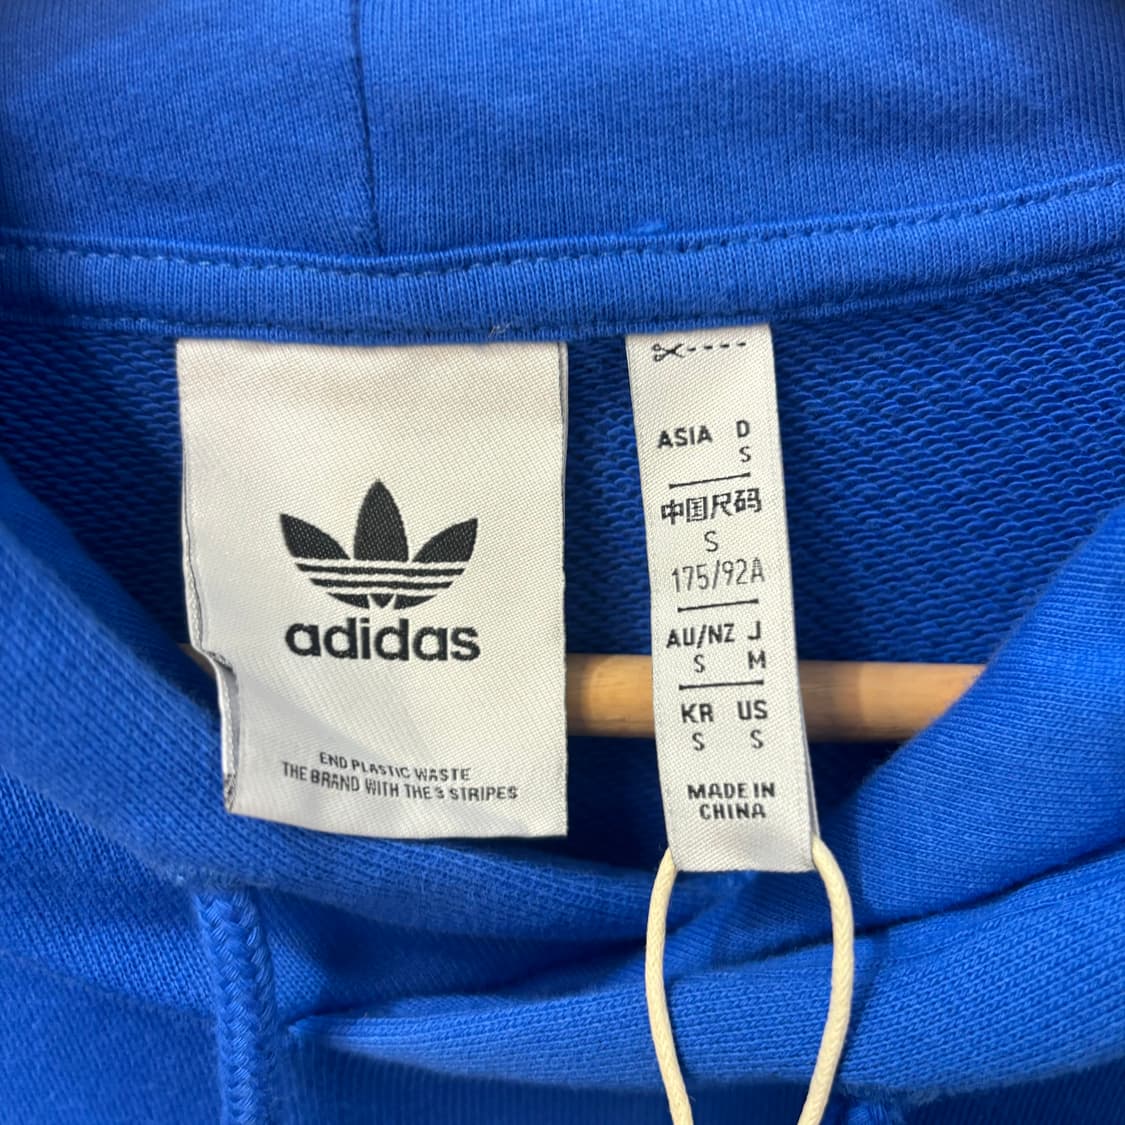 adidas
END PLASTIC WASTE
THE BRAND WITH THE 3 STRIPES
ASIA D
S
中国尺码
S
175/92A
AU/NZ J
S M
KR US
S S
MADE IN
CHINA